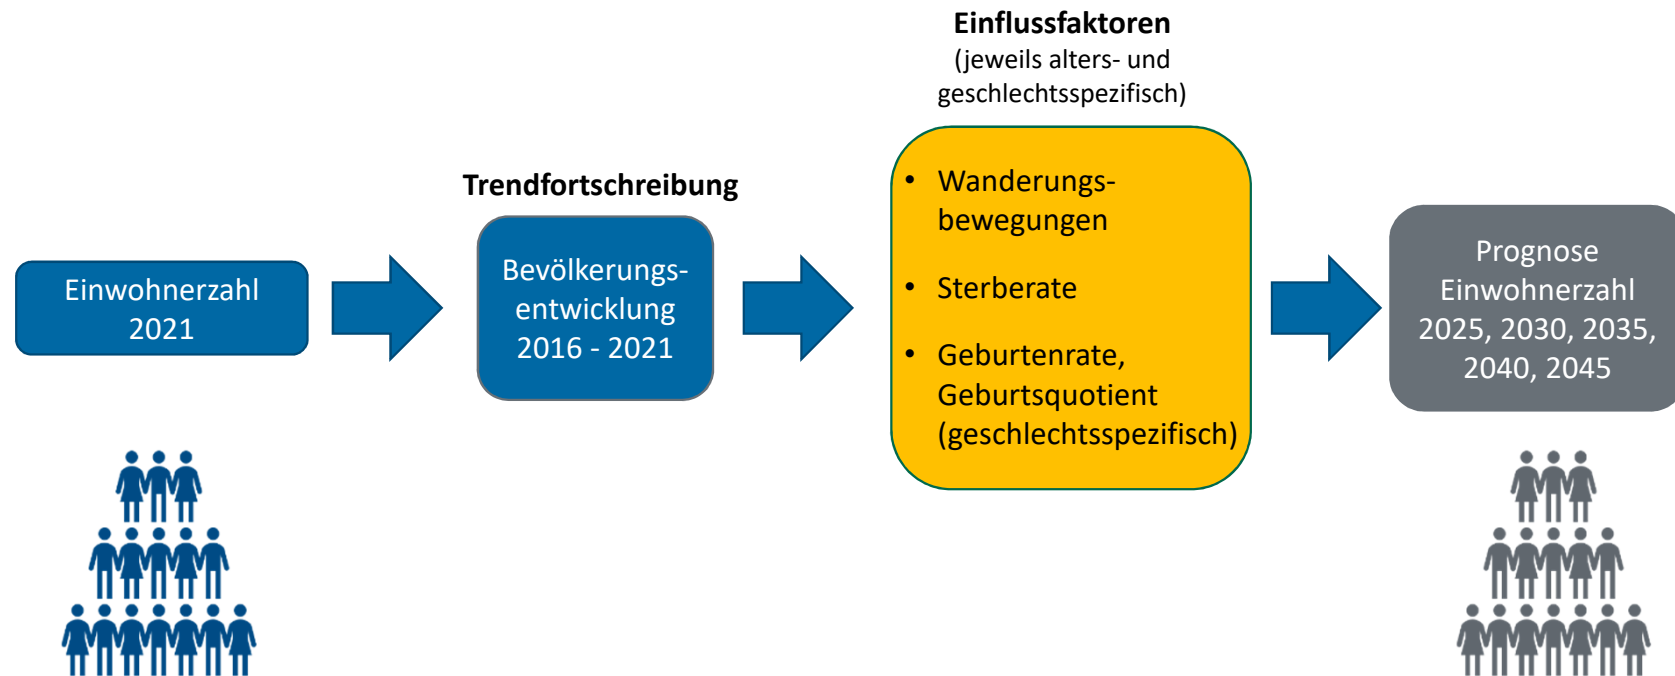 Einflussfaktoren
(jeweils alters- und
geschlechtsspezifisch)
Trendfortschreibung
Einwohnerzahl
2021
Bevölkerungs-
entwicklung
2016 - 2021
• Wanderungs-
bewegungen
• Sterberate
• Geburtenrate,
Geburtsquotient
(geschlechtsspezifisch)
Prognose
Einwohnerzahl
2025, 2030, 2035,
2040, 2045